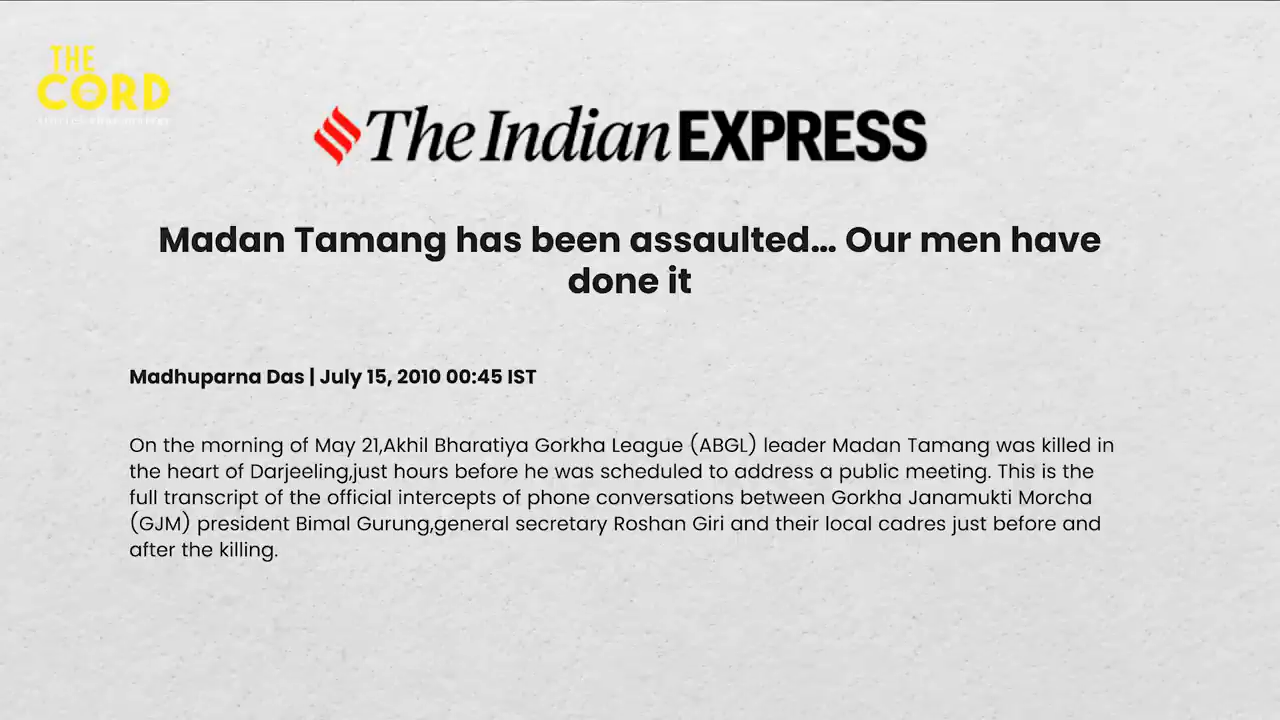 THE
CORD
The Indian EXPRESS
Madan Tamang has been assaulted... Our men have
done it
Madhuparna Das | July 15, 2010 00:45 IST
On the morning of May 21,Akhil Bharatiya Gorkha League (ABGL) leader Madan Tamang was killed in
the heart of Darjeeling,just hours before he was scheduled to address a public meeting. This is the
full transcript of the official intercepts of phone conversations between Gorkha Janamukti Morcha
(GJM) president Bimal Gurung,general secretary Roshan Giri and their local cadres just before and
after the killing.